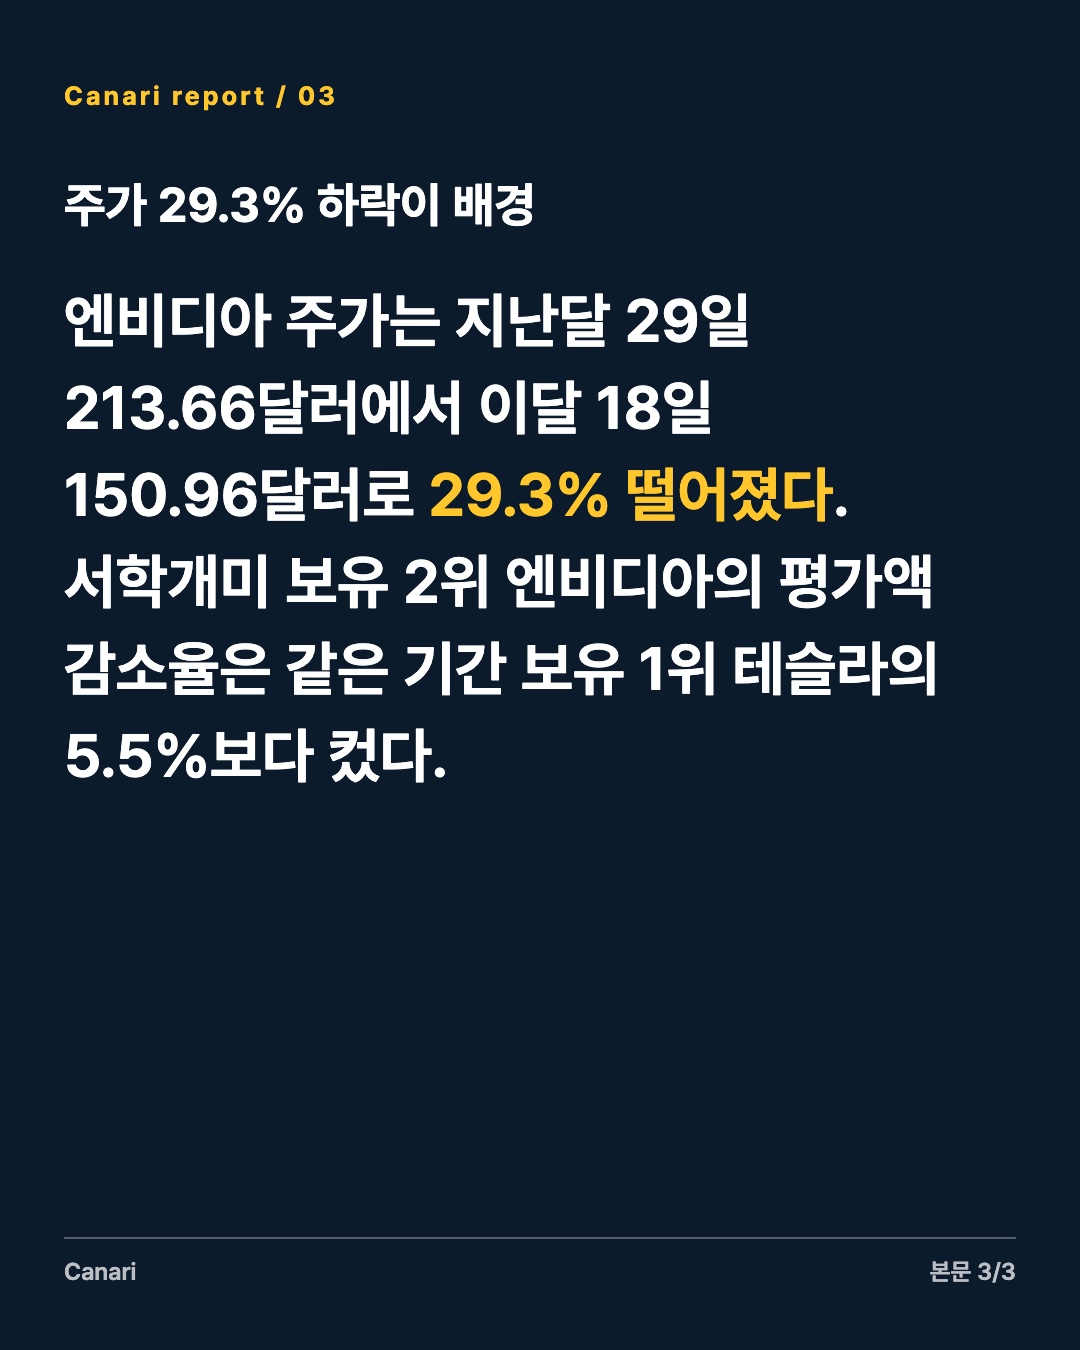 Canari report / 03
주가 29.3% 하락이 배경
엔비디아 주가는 지난달 29일
213.66달러에서 이달 18일
150.96달러로 29.3% 떨어졌다.
서학개미 보유 2위 엔비디아의 평가액
감소율은 같은 기간 보유 1위 테슬라의
5.5%보다 컸다.
Canari
본문 3/3